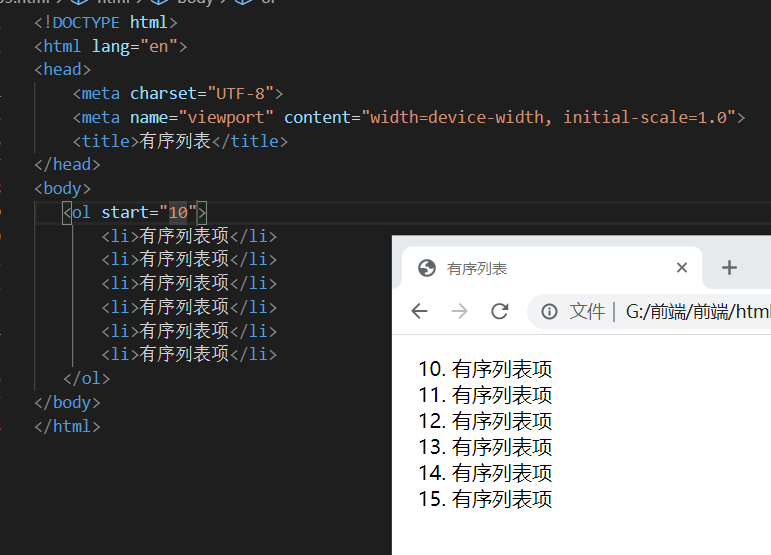 <!DOCTYPE html>
<html lang="en">
<head>
<meta charset="UTF-8">
<meta name="viewport" content="width=device-width, initial-scale=1.0">
<title>有序列表</title>
</head>
<body>
<ol start="10">
<li>有序列表项</li>
<li>有序列表项</li>
<li>有序列表项</li>
<li>有序列表项</li>
<li>有序列表项</li>
<li>有序列表项</li>
</ol>
</body>
</html>
有序列表
文件 | G:/前端/前端/html
10. 有序列表项
11. 有序列表项
12. 有序列表项
13. 有序列表项
14. 有序列表项
15. 有序列表项